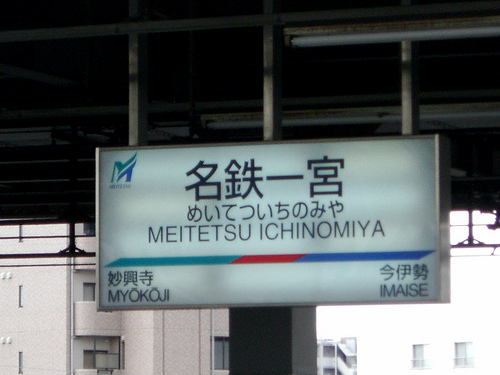 MEITETSU
名鉄一宮
めいてついちのみや
MEITETSU ICHINOMIYA
妙興寺
MYŌKŌJI
今伊勢
IMAISE